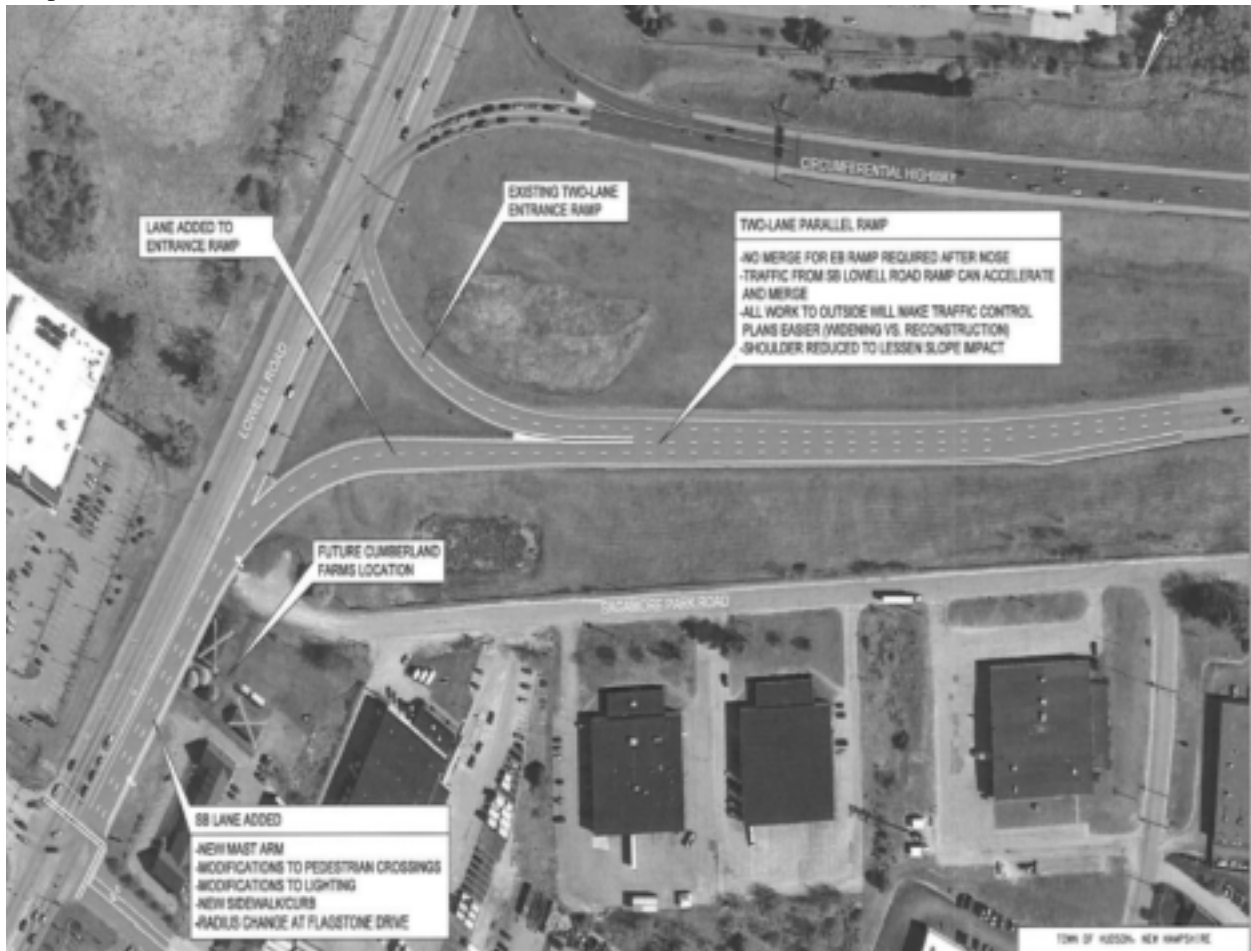 CIRCUMFERENTIAL HIGHWAY
EXISTING TWO-LANE
ENTRANCE RAMP
LANE ADDED TO
ENTRANCE RAMP
TWO-LANE PARALLEL RAMP
-NO MERGE FOR EB RAMP REQUIRED AFTER NOSE
-TRAFFIC FROM SB LOWELL ROAD RAMP CAN ACCELERATE
AND MERGE
-ALL WORK TO OUTSIDE WILL MAKE TRAFFIC CONTROL
PLANS EASIER (WIDENING VS. RECONSTRUCTION)
-SHOULDER REDUCED TO LESSEN SLOPE IMPACT
LOWELL ROAD
FUTURE CUMBERLAND
FARMS LOCATION
SAGAMORE PARK ROAD
SB LANE ADDED
-NEW MAST ARM
-MODIFICATIONS TO PEDESTRIAN CROSSINGS
-MODIFICATIONS TO LIGHTING
-NEW SIDEWALK/CURB
-RADIUS CHANGE AT FLAGSTONE DRIVE
TOWN OF HUDSON, NEW HAMPSHIRE